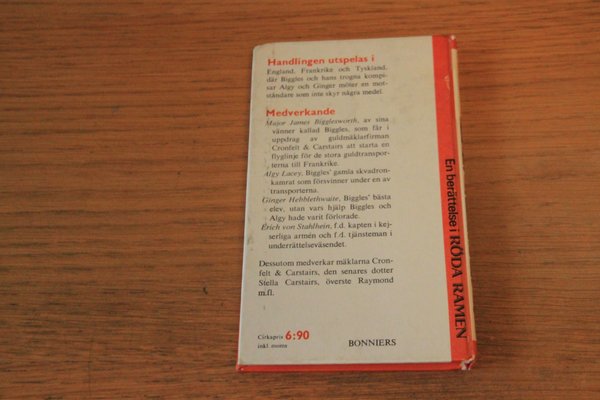 Handlingen utspelas i
England, Frankrike och Tyskland,
där Biggles och hans trogna kompi-
sar Algy och Ginger möter en mot-
ståndare som inte skyr några medel.
Medverkande
Major James Bigglesworth, av sina
vänner kallad Biggles, som får i
uppdrag av guldmäklarfirman
Cronfelt & Carstairs att starta en
flyglinje för de stora guldtranspor-
terna till Frankrike.
Algy Lacey, Biggles' gamla skvadron-
kamrat som försvinner under en av
transporterna.
Ginger Hebblethwaite, Biggles' bästa
elev, utan vars hjälp Biggles och
Algy hade varit förlorade.
Erich von Stahlhein, f.d. kapten i kej-
serliga armén och f.d. tjänsteman i
underrättelseväsendet.
Dessutom medverkar mäklarna Cron-
felt & Carstairs, den senares dotter
Stella Carstairs, överste Raymond
m.fl.
Cirkapris 6:90
inkl. moms
BONNIERS
En berättelse i RÖDA RAMEN